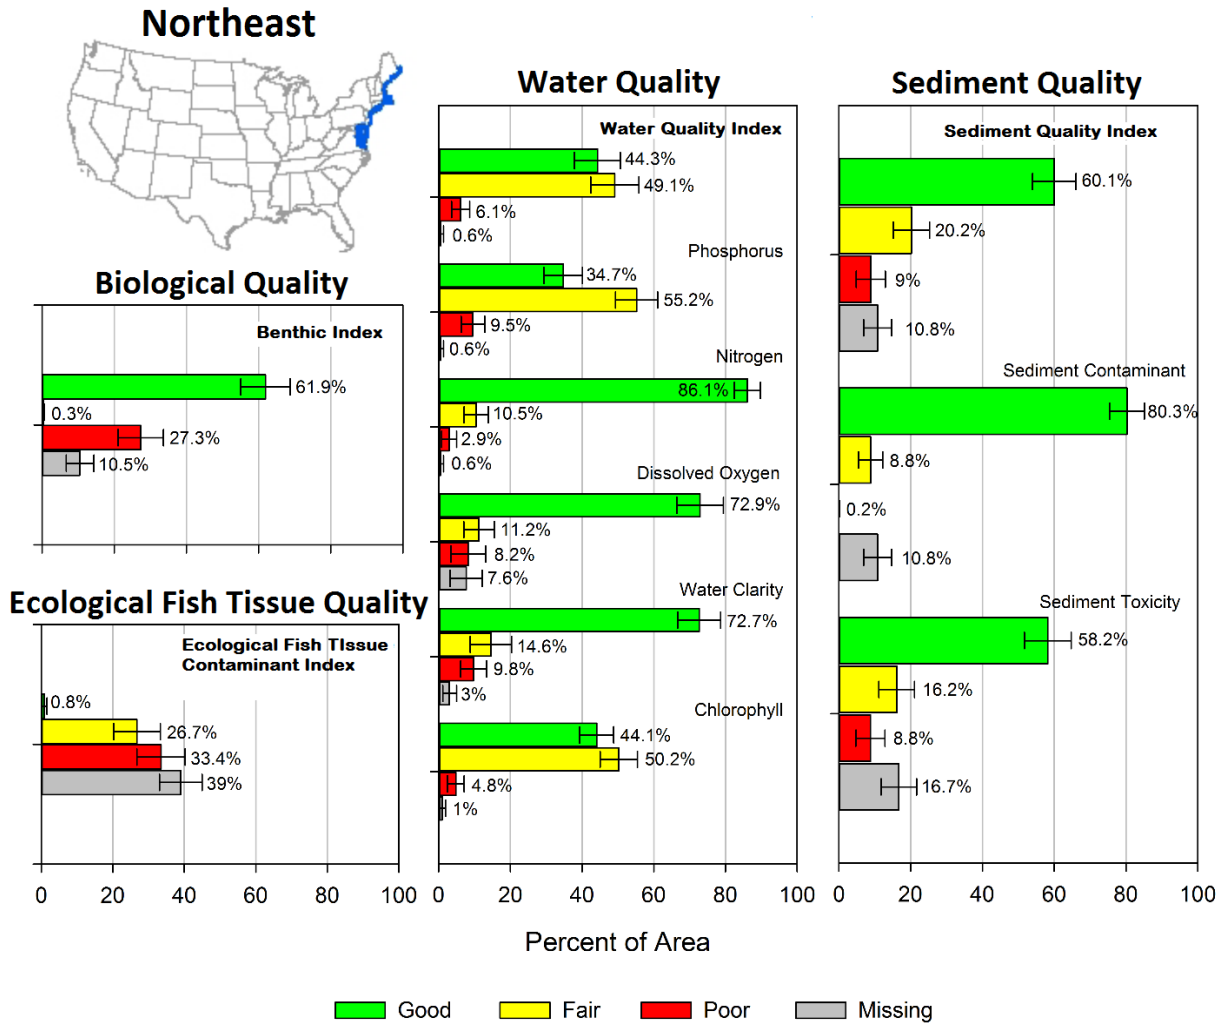 Northeast
Biological Quality
Benthic Index
61.9%
0.3%
27.3%
10.5%
Ecological Fish Tissue Quality
Ecological Fish TIssue
Contaminant Index
0.8%
26.7%
33.4%
39%
0 20 40 60 80 100
Water Quality
0 20 40 60 80 100
Water Quality Index
44.3%
49.1%
6.1%
0.6%
Phosphorus
34.7%
55.2%
9.5%
0.6%
Nitrogen
86.1%
10.5%
2.9%
0.6%
Dissolved Oxygen
72.9%
11.2%
8.2%
7.6%
Water Clarity
72.7%
14.6%
9.8%
3%
Chlorophyll
44.1%
50.2%
4.8%
1%
0 20 40 60 80 100
Sediment Quality
Sediment Quality Index
60.1%
20.2%
9%
10.8%
Sediment Contaminant
80.3%
8.8%
0.2%
10.8%
Sediment Toxicity
58.2%
16.2%
8.8%
16.7%
0 20 40 60 80 100
Percent of Area
Good Fair Poor Missing